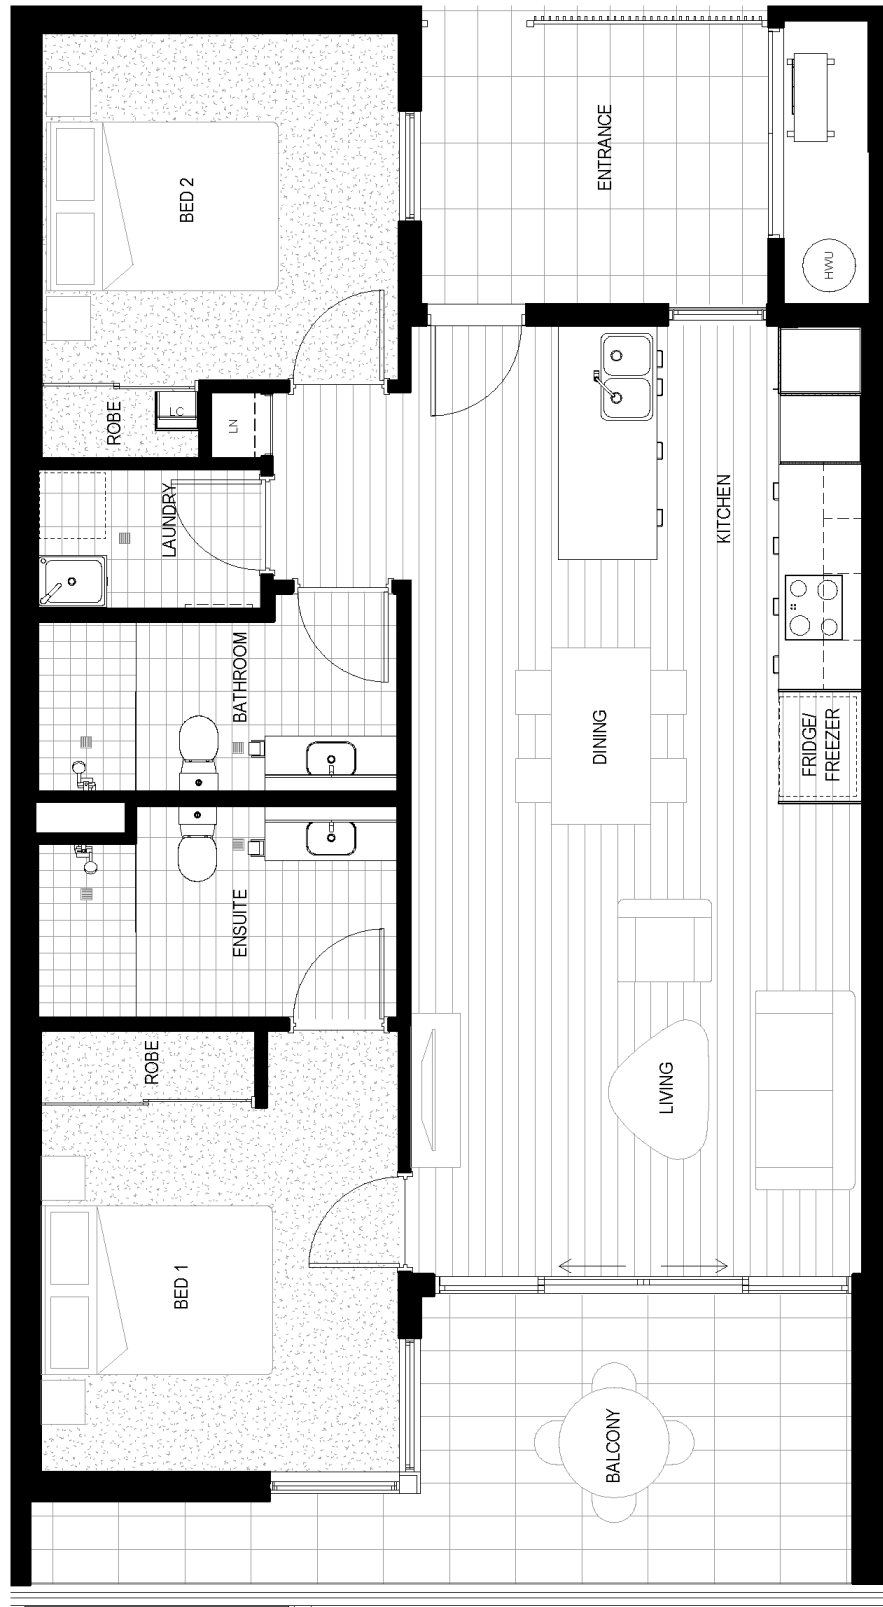 BED 2
ENTRANCE
HWU
ROBE
LC
LN
LAUNDRY
KITCHEN
BATHROOM
DINING
FRIDGE/
FREEZER
ENSUITE
ROBE
LIVING
BED 1
BALCONY